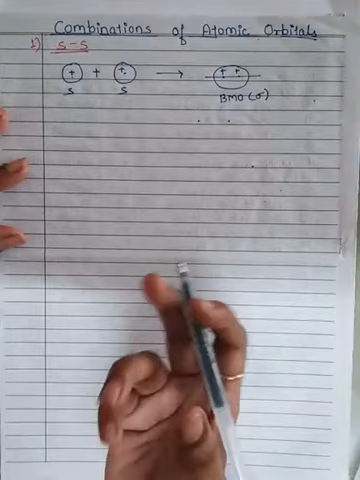 Combinations of Atomic Orbitals
1) s-s
+ + + → + +
s s BMO (σ)